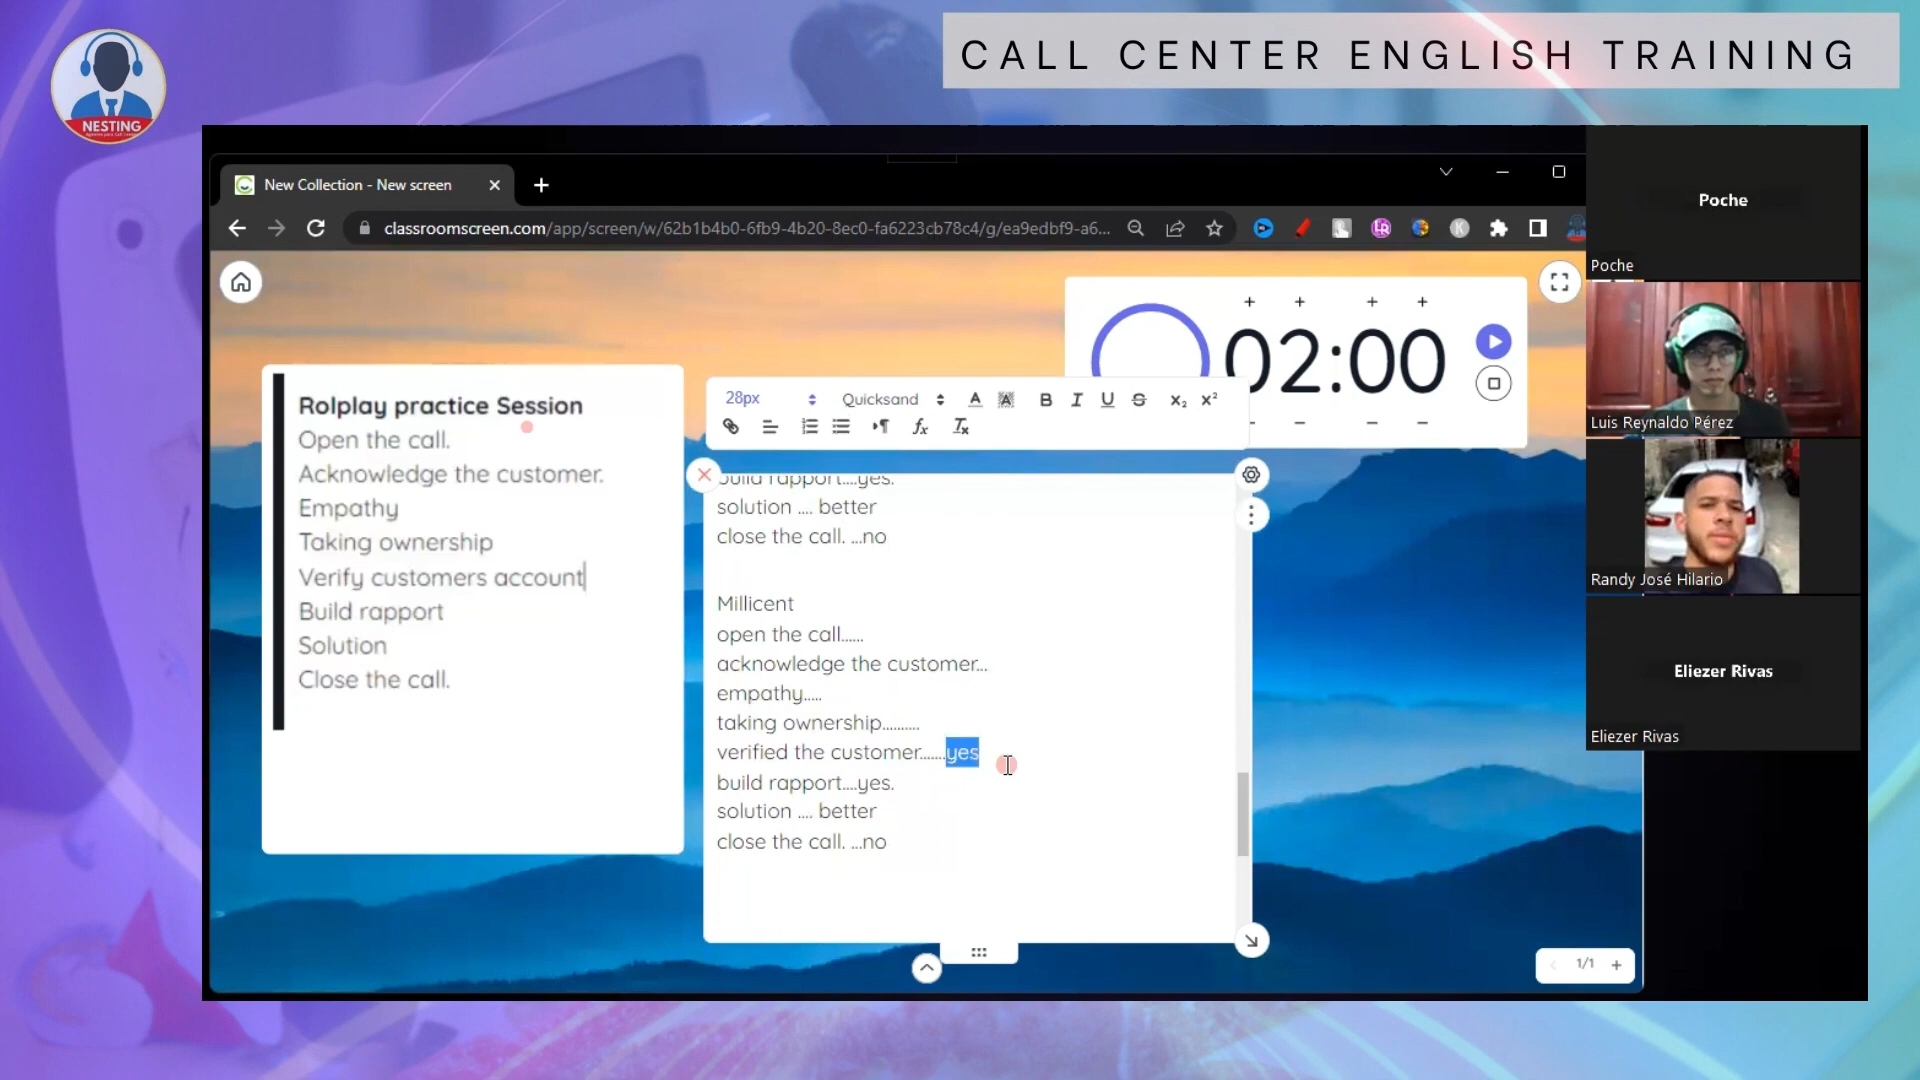 CALL CENTER ENGLISH TRAINING
NESTING
New Collection - New screen
classroomscreen.com/app/screen/w/62b1b4b0-6fb9-4b20-8ec0-fa6223cb78c4/g/ea9edbf9-a6...
02:00
Rolplay practice Session
Open the call.
Acknowledge the customer.
Empathy
Taking ownership
Verify customers account
Build rapport
Solution
Close the call.
28px
Quicksand
build rapport....yes.
solution .... better
close the call. ...no
Millicent
open the call......
acknowledge the customer...
empathy.....
taking ownership..........
verified the customer.......yes
build rapport....yes.
solution .... better
close the call. ...no
1/1
Poche
Poche
Luis Reynaldo Pérez
Randy José Hilario
Eliezer Rivas
Eliezer Rivas